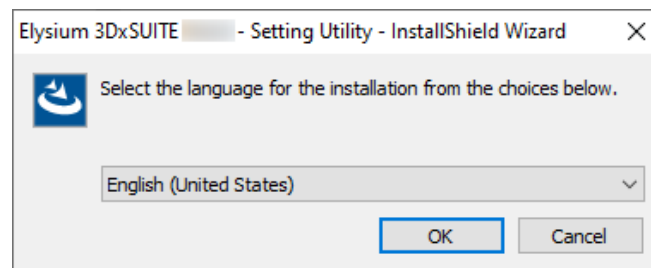 Elysium 3DxSUITE - Setting Utility - InstallShield Wizard
Select the language for the installation from the choices below.
English (United States)
OK Cancel